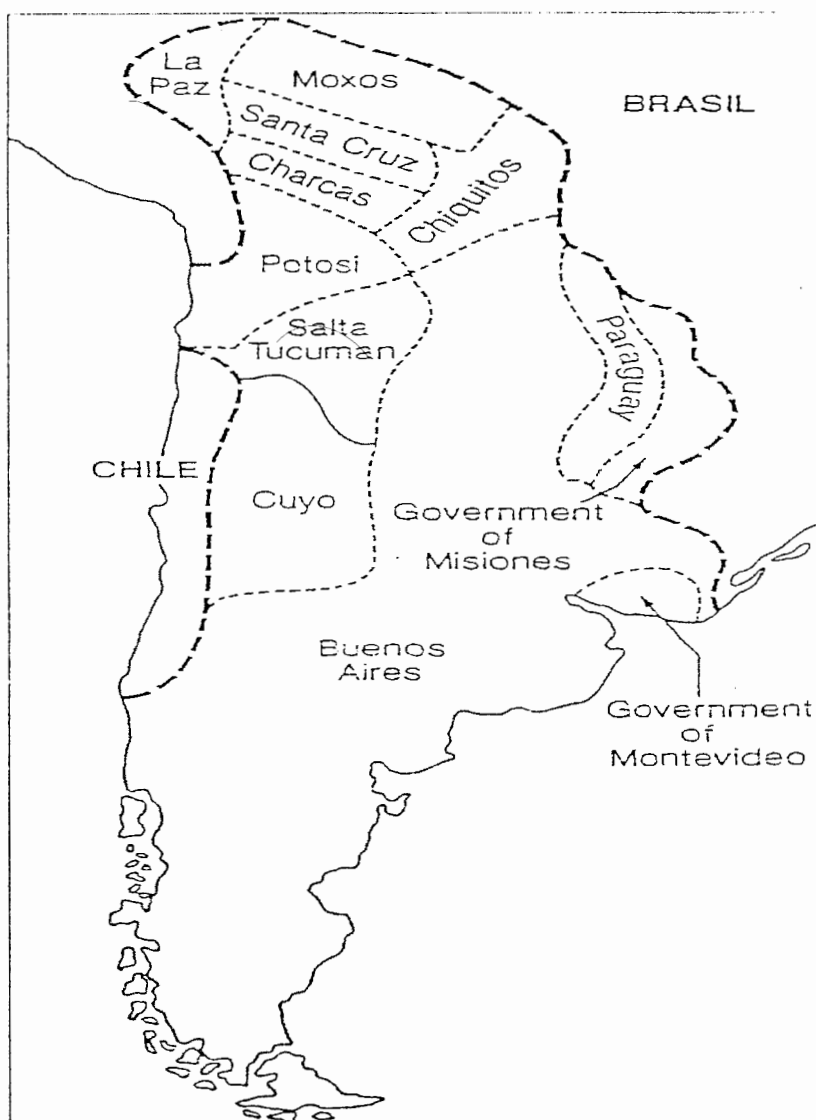 La
Paz
Moxos
BRASIL
Santa Cruz
Charcas
Chiquitos
Potosi
Salta
Tucuman
Paraguay
CHILE
Cuyo
Government
of
Misiones
Buenos
Aires
Government
of
Montevideo